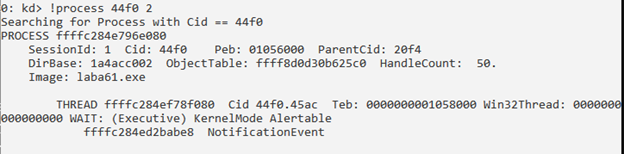 0: kd> !process 44f0 2
Searching for Process with Cid == 44f0
PROCESS ffffc284e796e080
SessionId: 1 Cid: 44f0 Peb: 01056000 ParentCid: 20f4
DirBase: 1a4acc002 ObjectTable: ffff8d0d30b625c0 HandleCount: 50.
Image: laba61.exe
THREAD ffffc284ef78f080 Cid 44f0.45ac Teb: 0000000001058000 Win32Thread: 0000000
000000000 WAIT: (Executive) KernelMode Alertable
ffffc284ed2babe8 NotificationEvent